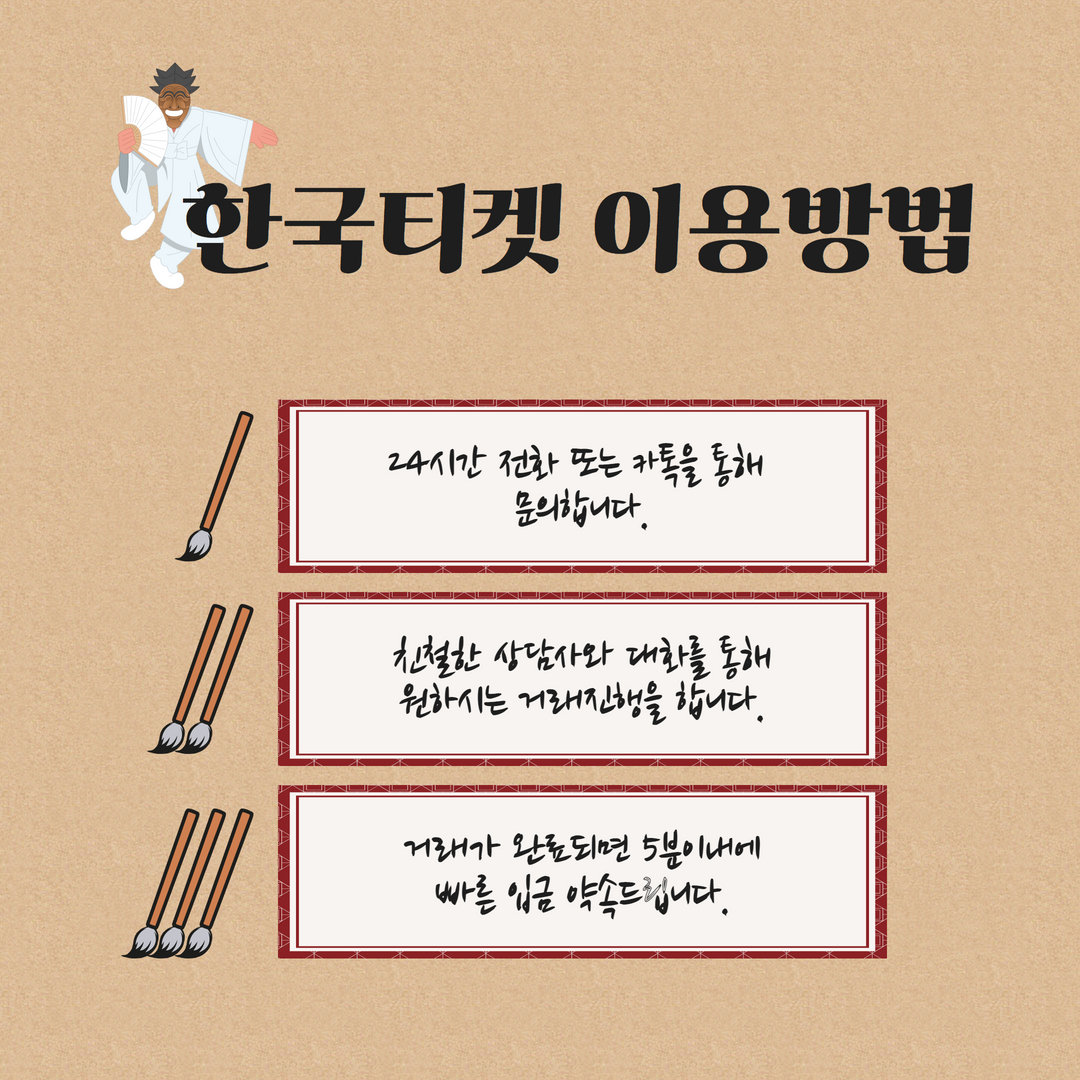 한국티켓 이용방법
24시간 전화 또는 카톡을 통해
문의합니다.
친철한 상담사와 대화를 통해
원하시는 거래진행을 합니다.
거래가 완료되면 5분이내에
빠른 입금 약속드립니다.